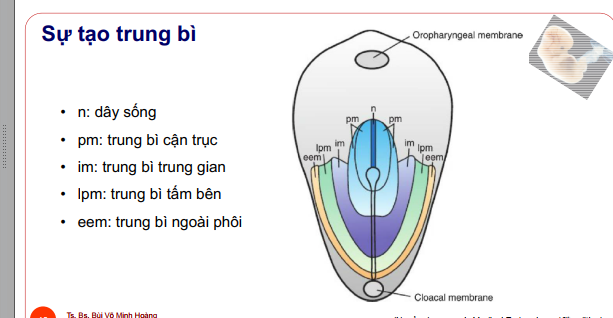 Sự tạo trung bì
• n: dây sống
• pm: trung bì cận trục
• im: trung bì trung gian
• lpm: trung bì tấm bên
• eem: trung bì ngoài phôi
Oropharyngeal membrane
n
pm
pm
im
im
lpm
lpm
eem
eem
Cloacal membrane
Ts. Bs. Bùi Võ Minh Hoàng